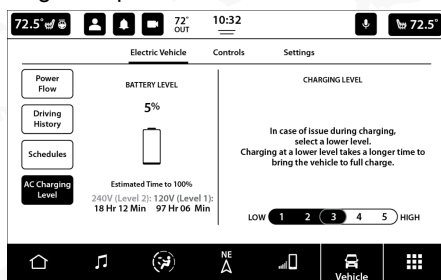 72.5°
72°
OUT
10:32
72.5°
Electric Vehicle
Controls
Settings
Power
Flow
Driving
History
Schedules
AC Charging
Level
BATTERY LEVEL
5%
Estimated Time to 100%
240V (Level 2): 120V (Level 1):
18 Hr 12 Min 97 Hr 06 Min
CHARGING LEVEL
In case of issue during charging,
select a lower level.
Charging at a lower level takes a longer time to
bring the vehicle to full charge.
LOW 1 2 3 4 5 HIGH
NE
Vehicle